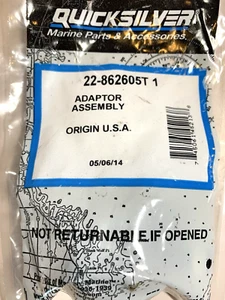 QUICKSILVER
Marine Parts & Accessories
22-862605T 1
ADAPTOR
ASSEMBLY
ORIGIN U.S.A.
05/06/14
NOT RETURNABLE IF OPENED